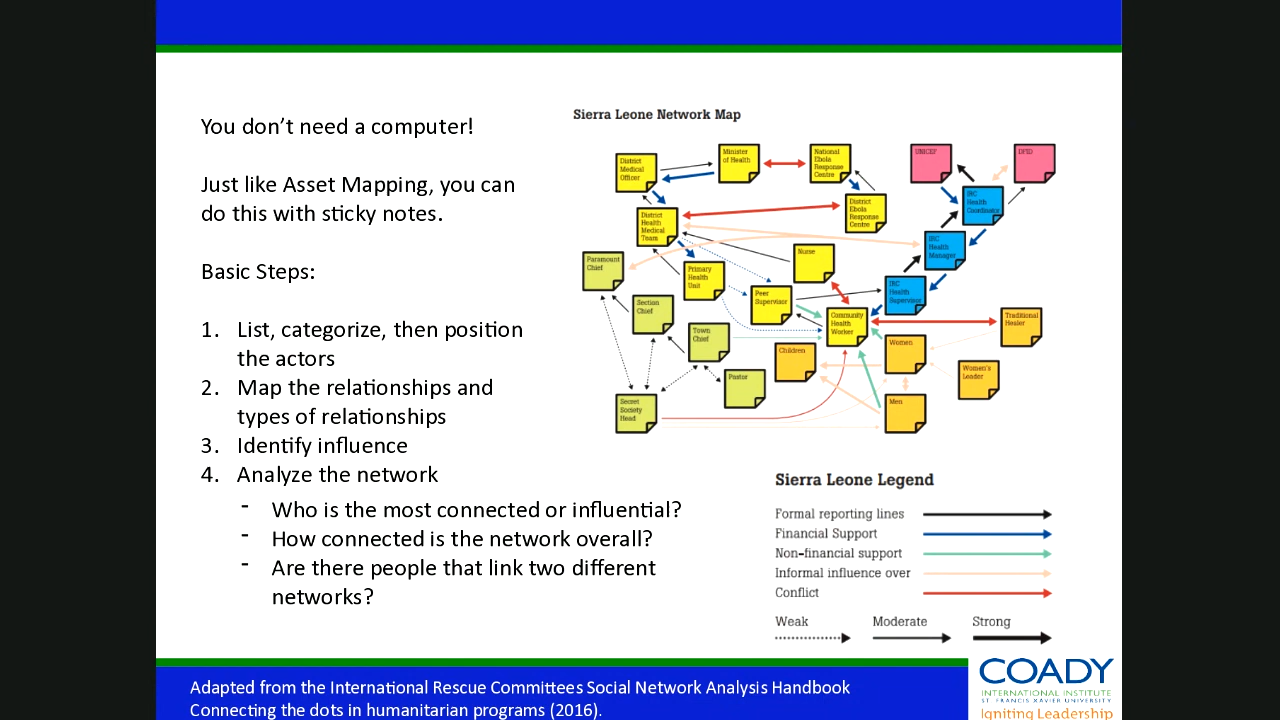 You don't need a computer!
Just like Asset Mapping, you can
do this with sticky notes.
Basic Steps:
1. List, categorize, then position
the actors
2. Map the relationships and
types of relationships
3. Identify influence
4. Analyze the network
- Who is the most connected or influential?
- How connected is the network overall?
- Are there people that link two different
networks?
Sierra Leone Network Map
District
Medical
Officer
Minister
of Health
National
Ebola
Response
Centre
UNICEF
DFID
IRC
Health
Coordinator
District
Health
Medical
Team
District
Ebola
Response
Centre
IRC
Health
Manager
Paramount
Chief
Primary
Health
Unit
Nurse
Peer
Supervisor
IRC
Health
Supervisor
Section
Chief
Town
Chief
Community
Health
Worker
Traditional
Healer
Children
Women
Women's
Leader
Pastor
Secret
Society
Head
Men
Sierra Leone Legend
Formal reporting lines
Financial Support
Non-financial support
Informal influence over
Conflict
Weak Moderate Strong
Adapted from the International Rescue Committees Social Network Analysis Handbook
Connecting the dots in humanitarian programs (2016).
COADY
INTERNATIONAL INSTITUTE
ST. FRANCIS XAVIER UNIVERSITY
Igniting Leadership